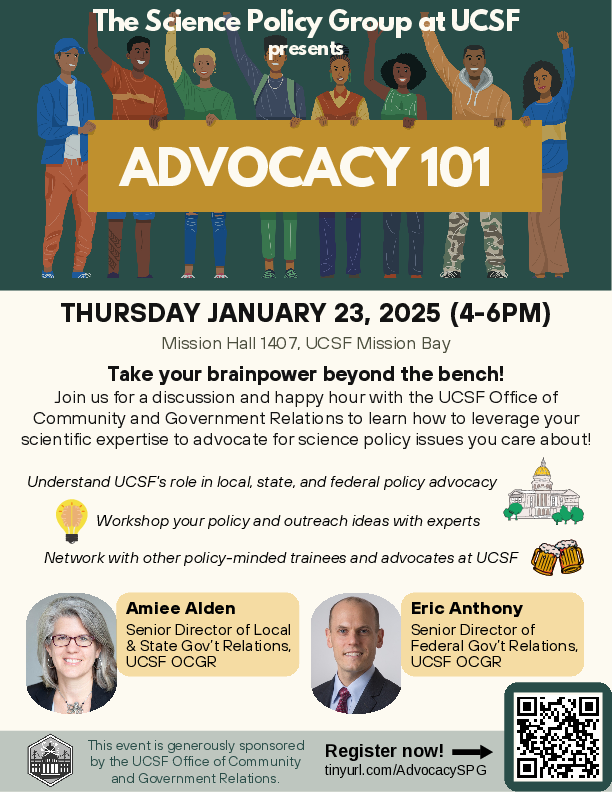 The Science Policy Group at UCSF
presents
ADVOCACY 101
THURSDAY JANUARY 23, 2025 (4-6PM)
Mission Hall 1407, UCSF Mission Bay
Take your brainpower beyond the bench!
Join us for a discussion and happy hour with the UCSF Office of
Community and Government Relations to learn how to leverage your
scientific expertise to advocate for science policy issues you care about!
Understand UCSF's role in local, state, and federal policy advocacy
Workshop your policy and outreach ideas with experts
Network with other policy-minded trainees and advocates at UCSF
Amiee Alden
Senior Director of Local
& State Gov't Relations,
UCSF OCGR
Eric Anthony
Senior Director of
Federal Gov't Relations,
UCSF OCGR
This event is generously sponsored
by the UCSF Office of Community
and Government Relations.
Register now!
tinyurl.com/AdvocacySPG